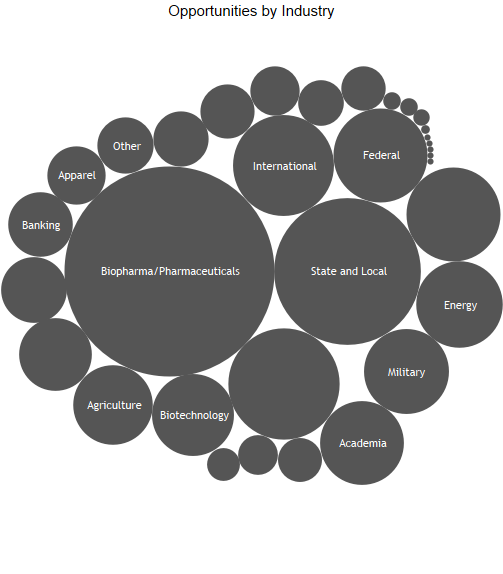 Opportunities by Industry
Other
International
Federal
Apparel
Banking
Biopharma/Pharmaceuticals
State and Local
Energy
Military
Agriculture
Biotechnology
Academia